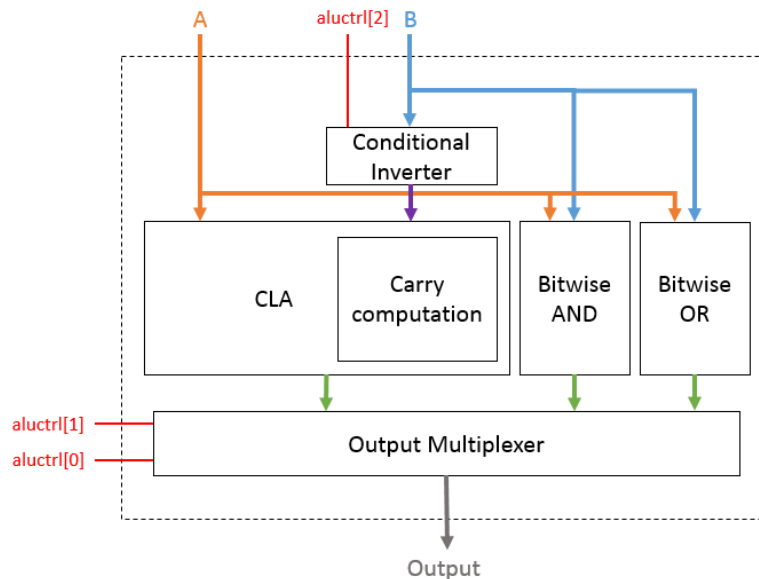 A
aluctrl[2]
B
Conditional
Inverter
CLA
Carry
computation
Bitwise
AND
Bitwise
OR
aluctrl[1]
aluctrl[0]
Output Multiplexer
Output